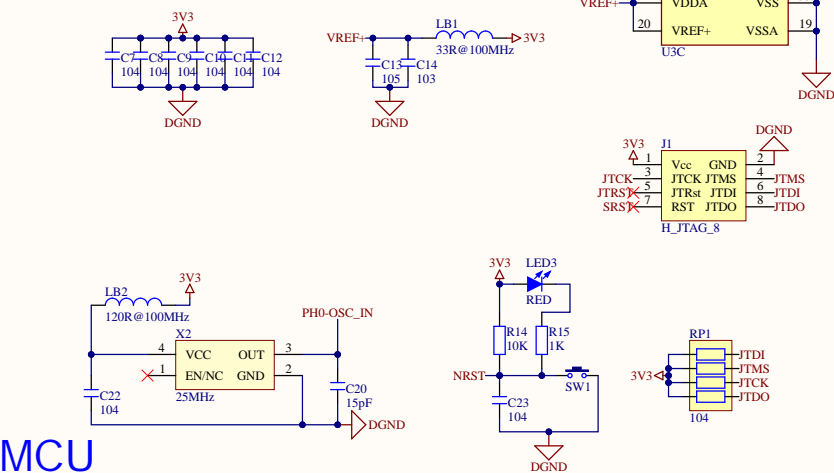 3V3
C7 C8 C9 C10 C11 C12
104 104 104 104 104 104
DGND
VREF+
LB1
33R@100MHz
3V3
C13 C14
105 103
DGND
VREF+
VDDA VSS
20 VREF+ VSSA 19
U3C
DGND
DGND
3V3
J1
1 Vcc GND 2
JTCK 3 JTCK JTMS 4 JTMS
JTRST 5 JTRst JTDI 6 JTDI
SRST 7 RST JTDO 8 JTDO
H_JTAG_8
3V3
LB2
120R@100MHz
PH0-OSC_IN
X2
4 VCC OUT 3
1 EN/NC GND 2
25MHz
C22
104
C20
15pF
DGND
3V3
LED3
RED
R14
10K
R15
1K
NRST
SW1
C23
104
DGND
RP1
JTDI
JTMS
3V3
JTCK
JTDO
104
MCU